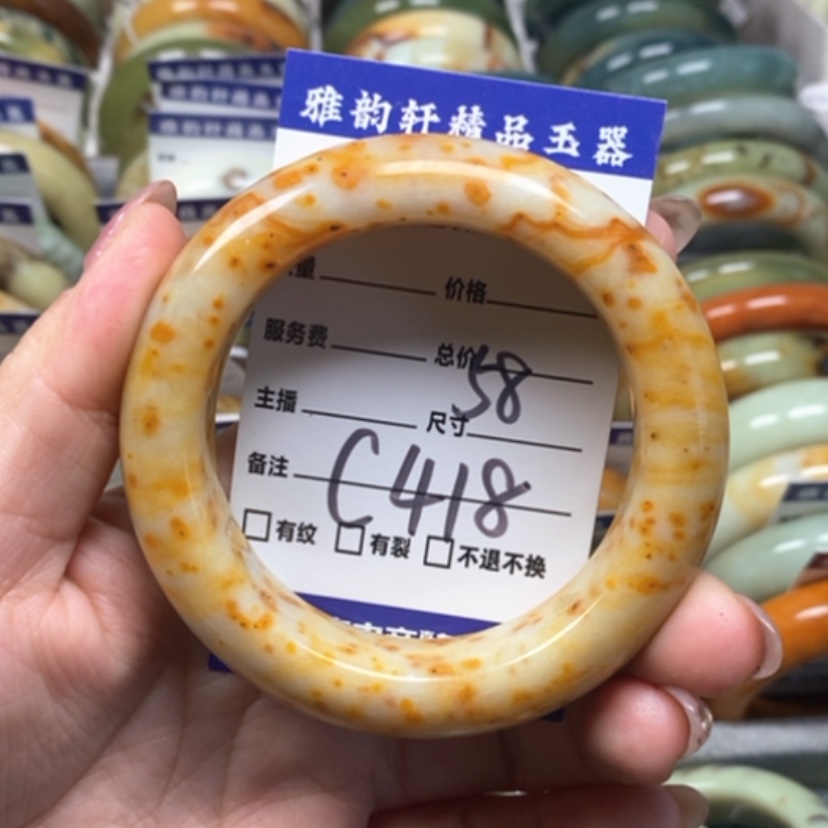 雅韵轩精品玉器
量 价格
服务费 总价
58
主播 尺寸
备注 C418
有纹 有裂 不退不换